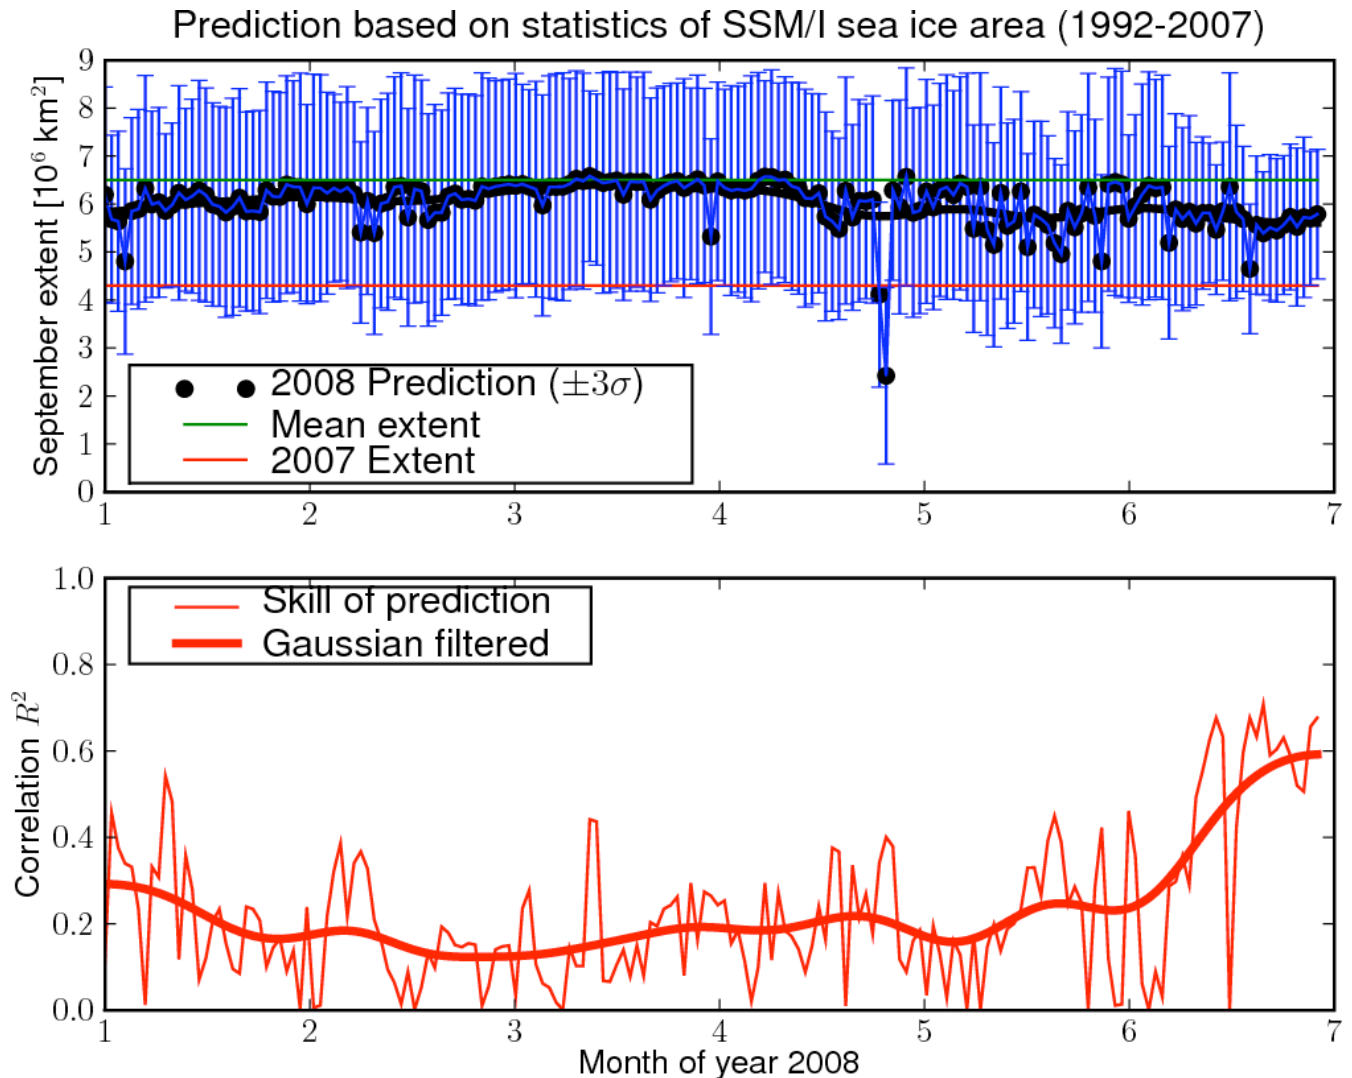 Prediction based on statistics of SSM/I sea ice area (1992-2007)
September extent [10⁶ km²]
9
8
7
6
5
4
3
2
1
0
2008 Prediction (±3σ)
Mean extent
2007 Extent
1 2 3 4 5 6 7
Correlation R²
1.0
0.8
0.6
0.4
0.2
0.0
Skill of prediction
Gaussian filtered
1 2 3 4 5 6 7
Month of year 2008